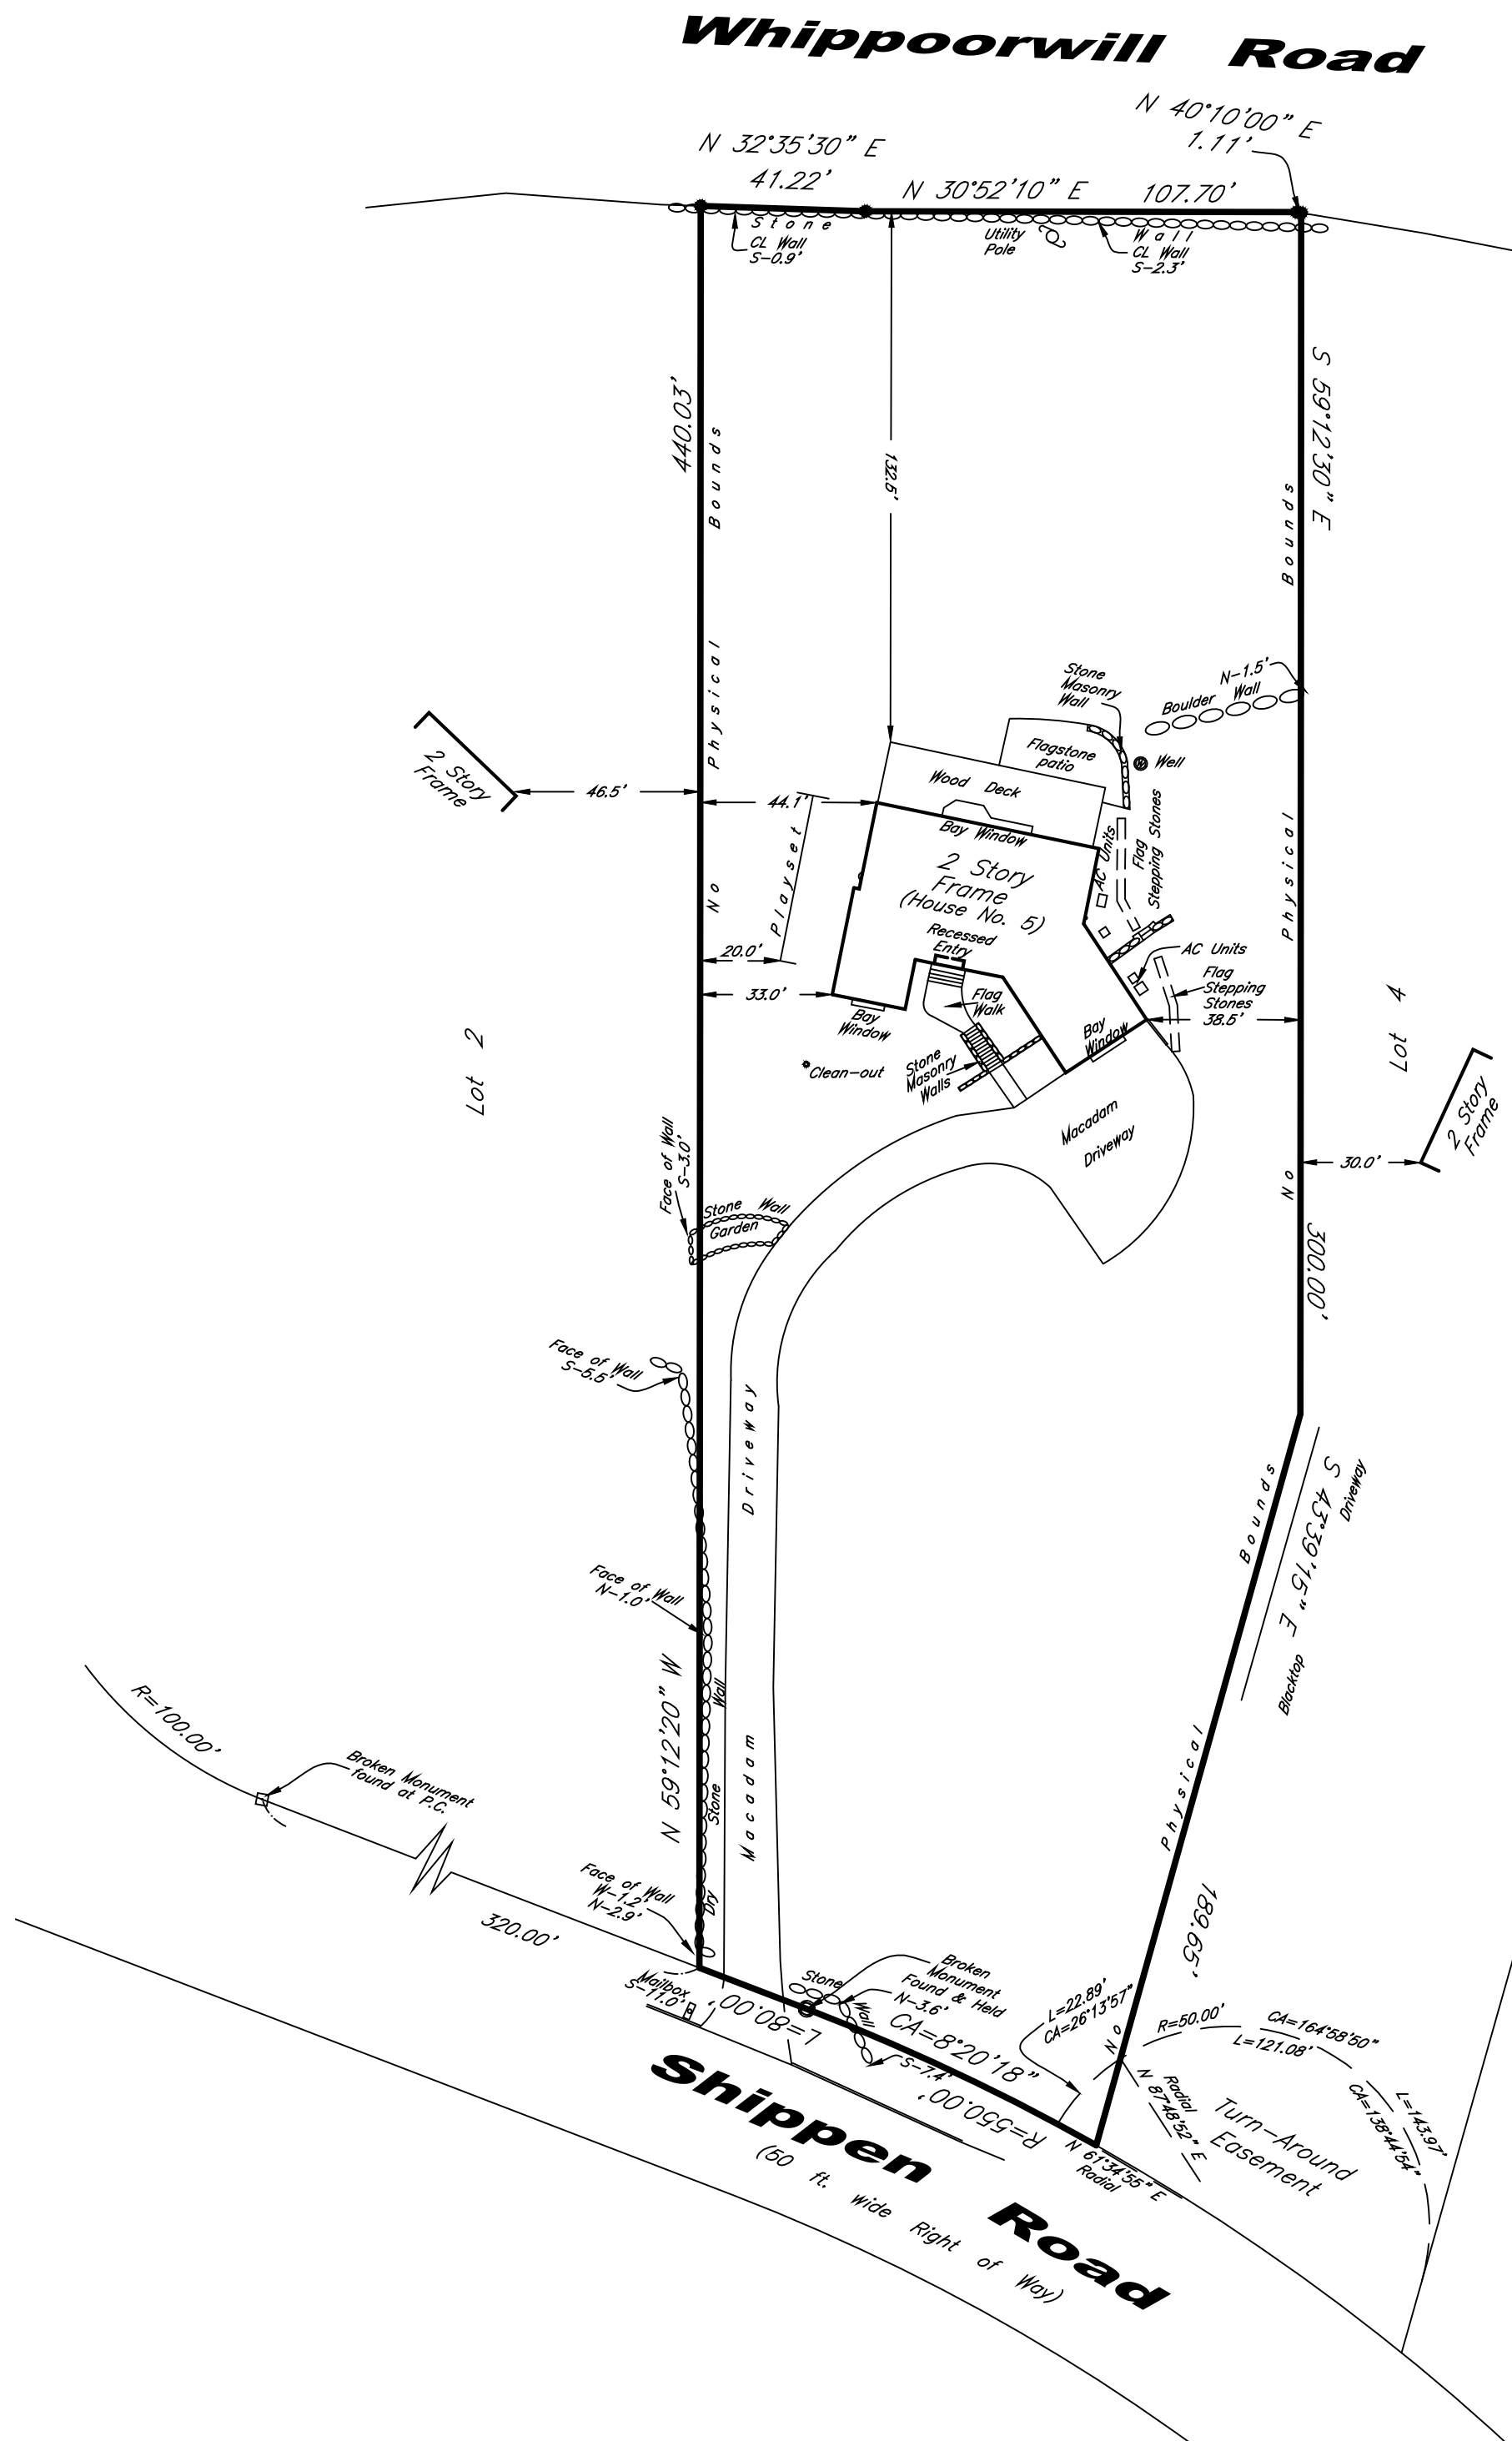 Whippoorwill Road
N 40°10'00" E
1.11'
N 32°35'30" E
41.22'
N 30°52'10" E 107.70'
Stone
CL Wall
S-0.9'
Utility
Pole
Wall
CL Wall
S-2.3'
440.03'
No Physical Bounds
132.5'
S 59°12'30" E
No Physical Bounds
N-1.5'
Boulder Wall
Stone
Masonry
Wall
Flagstone
patio
Well
2 Story
Frame
46.5'
44.1'
Wood Deck
Bay Window
Playset
2 Story
Frame
(House No. 5)
AC Units
Flag
Stepping Stones
Recessed
Entry
20.0'
33.0'
AC Units
Flag
Stepping
Stones
38.5'
Flag
Walk
Bay
Window
Bay
Window
Clean-out
Stone
Masonry
Walls
Lot 2
Lot 4
2 Story
Frame
30.0'
Macadam
Driveway
Face of Wall
S-3.0'
Stone Wall
Garden
300.00'
Face of Wall
S-5.5'
Macadam Driveway
Face of Wall
N-1.0'
N 59°12'20" W
Dry Stone Wall
S 43°39'15" E
Blacktop Driveway
No Physical Bounds
189.65'
R=100.00'
Broken Monument
found at P.C.
320.00'
Face of Wall
W-1.2'
N-2.9'
Mailbox
S-11.0'
Stone Wall
Broken
Monument
Found & Held
N-3.6'
S-7.4'
L=80.00'
CA=8°20'18"
R=550.00'
L=22.89'
CA=26°13'57"
R=50.00'
CA=164°58'50"
L=121.08'
L=143.97'
CA=138°44'54"
Radial
N 87°48'52" E
Turn-Around
Easement
N 61°34'55" E
Radial
Shippen Road
(50 ft. wide Right of Way)